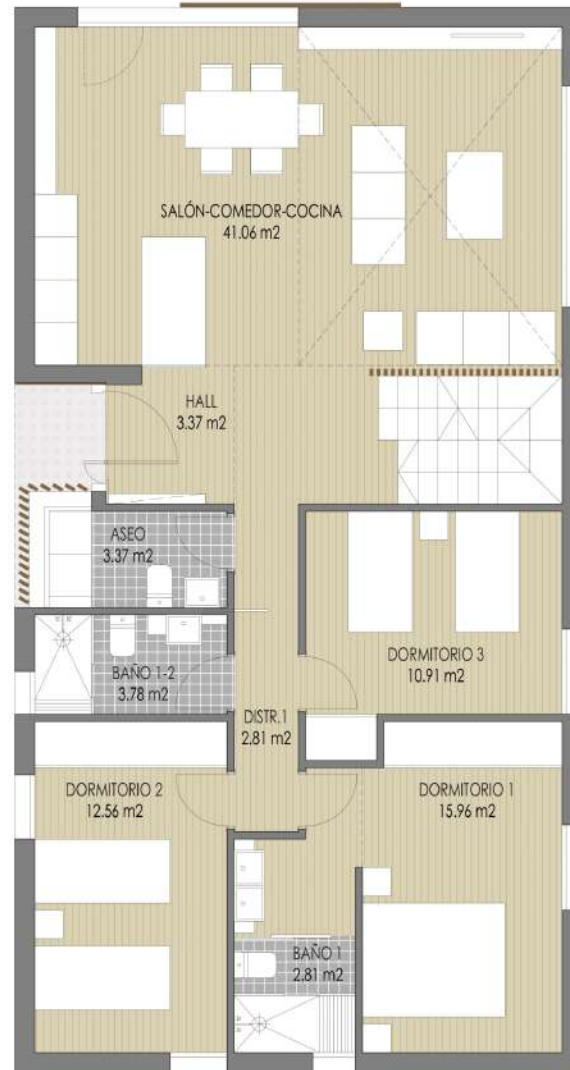 SALÓN-COMEDOR-COCINA
41.06 m2
HALL
3.37 m2
ASEO
3.37 m2
BAÑO 1-2
3.78 m2
DORMITORIO 3
10.91 m2
DISTR.1
2.81 m2
DORMITORIO 2
12.56 m2
DORMITORIO 1
15.96 m2
BAÑO 1
2.81 m2